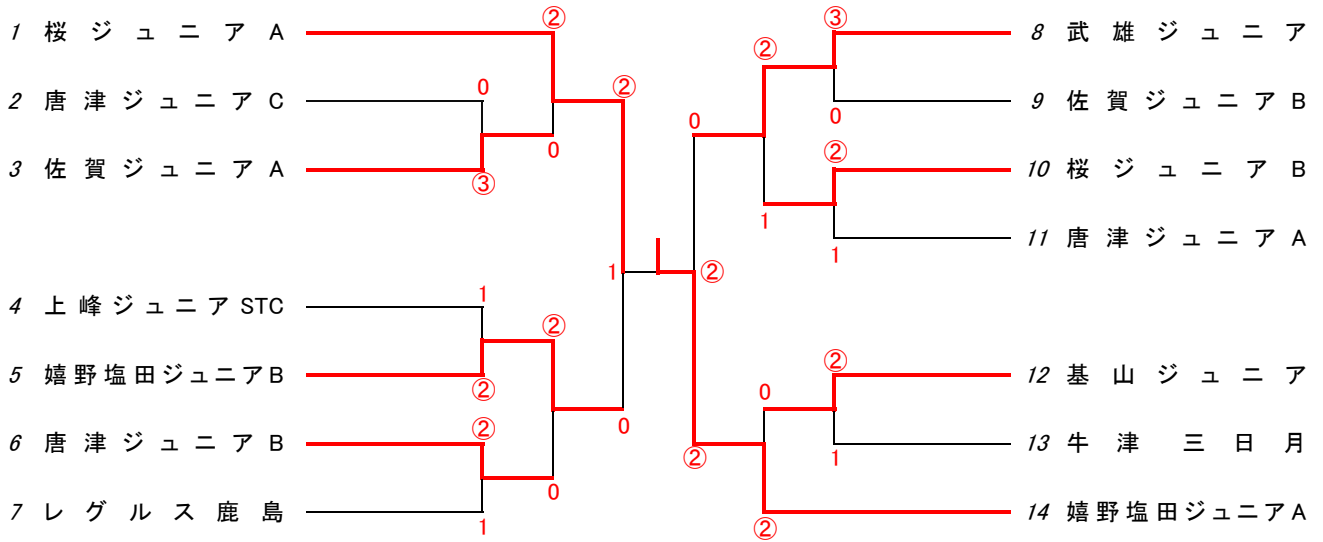 1 桜ジュニアA
2 唐津ジュニアC
3 佐賀ジュニアA
4 上峰ジュニアSTC
5 嬉野塩田ジュニアB
6 唐津ジュニアB
7 レグルス鹿島
② 
0
③
0
②
1
②
②
②
1
0
0
1
②
0
②
③
0
②
1
1
②
0
②
1
②
8 武雄ジュニア
9 佐賀ジュニアB
10 桜ジュニアB
11 唐津ジュニアA
12 基山ジュニア
13 牛津三日月
14 嬉野塩田ジュニアA